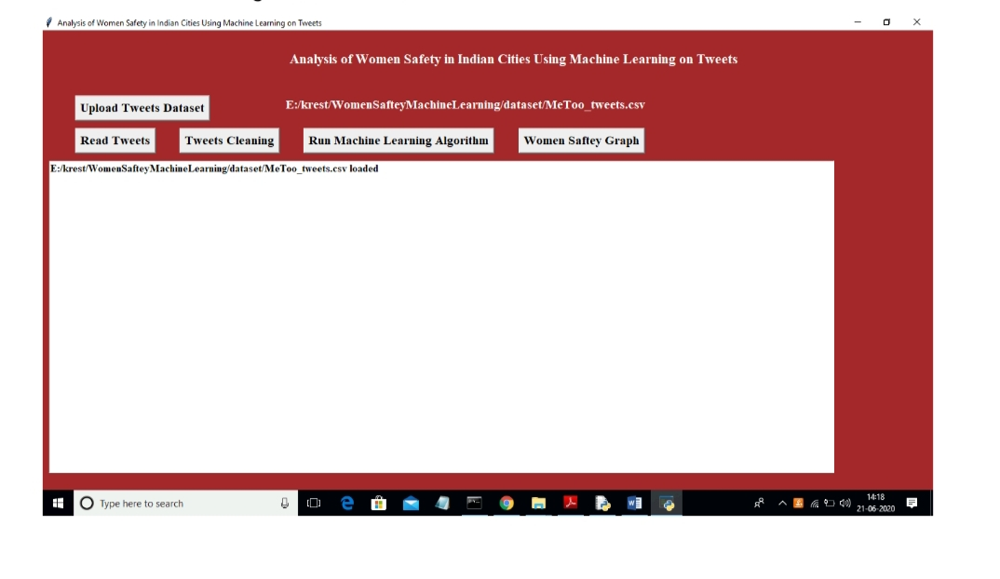 Analysis of Women Safety in Indian Cities Using Machine Learning on Tweets
Analysis of Women Safety in Indian Cities Using Machine Learning on Tweets
Upload Tweets Dataset E:/krest/WomenSafteyMachineLearning/dataset/MeToo_tweets.csv
Read Tweets Tweets Cleaning Run Machine Learning Algorithm Women Saftey Graph
E:/krest/WomenSafteyMachineLearning/dataset/MeToo_tweets.csv loaded
Type here to search
14:18
21-06-2020